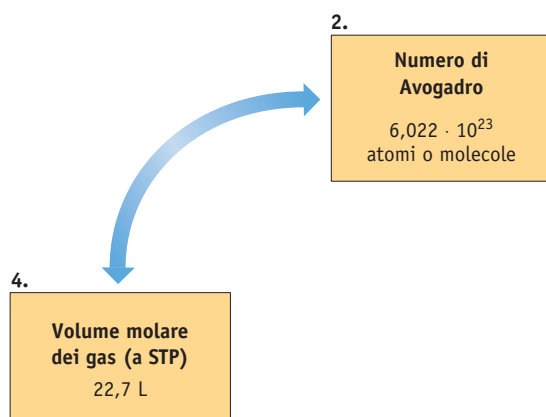 2.
Numero di
Avogadro
6,022 · 10²³
atomi o molecole
4.
Volume molare
dei gas (a STP)
22,7 L